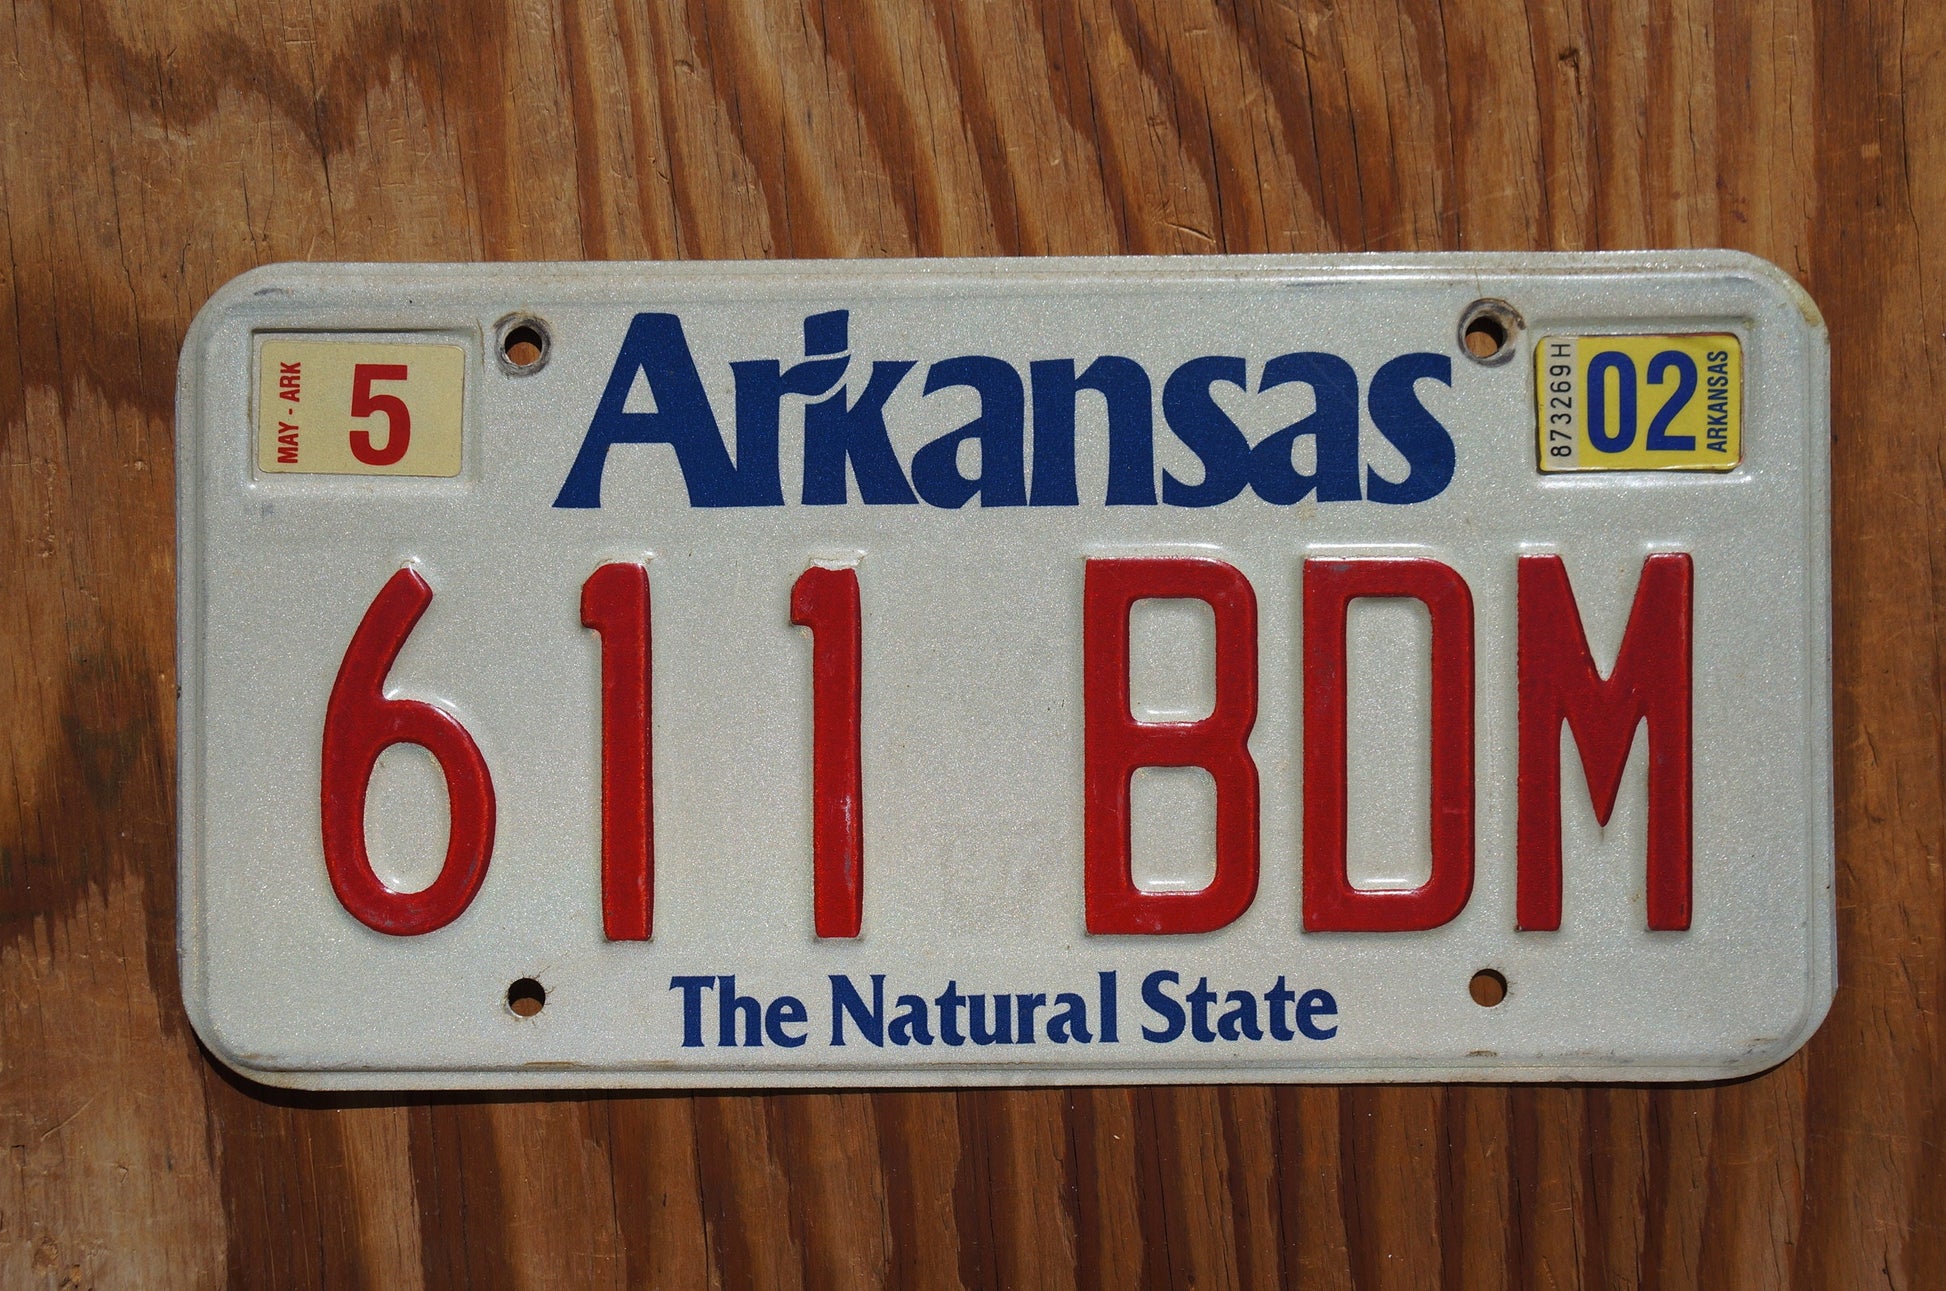 MAY - ARK
5
Arkansas
873269H
02
ARKANSAS
611 BDM
The Natural State